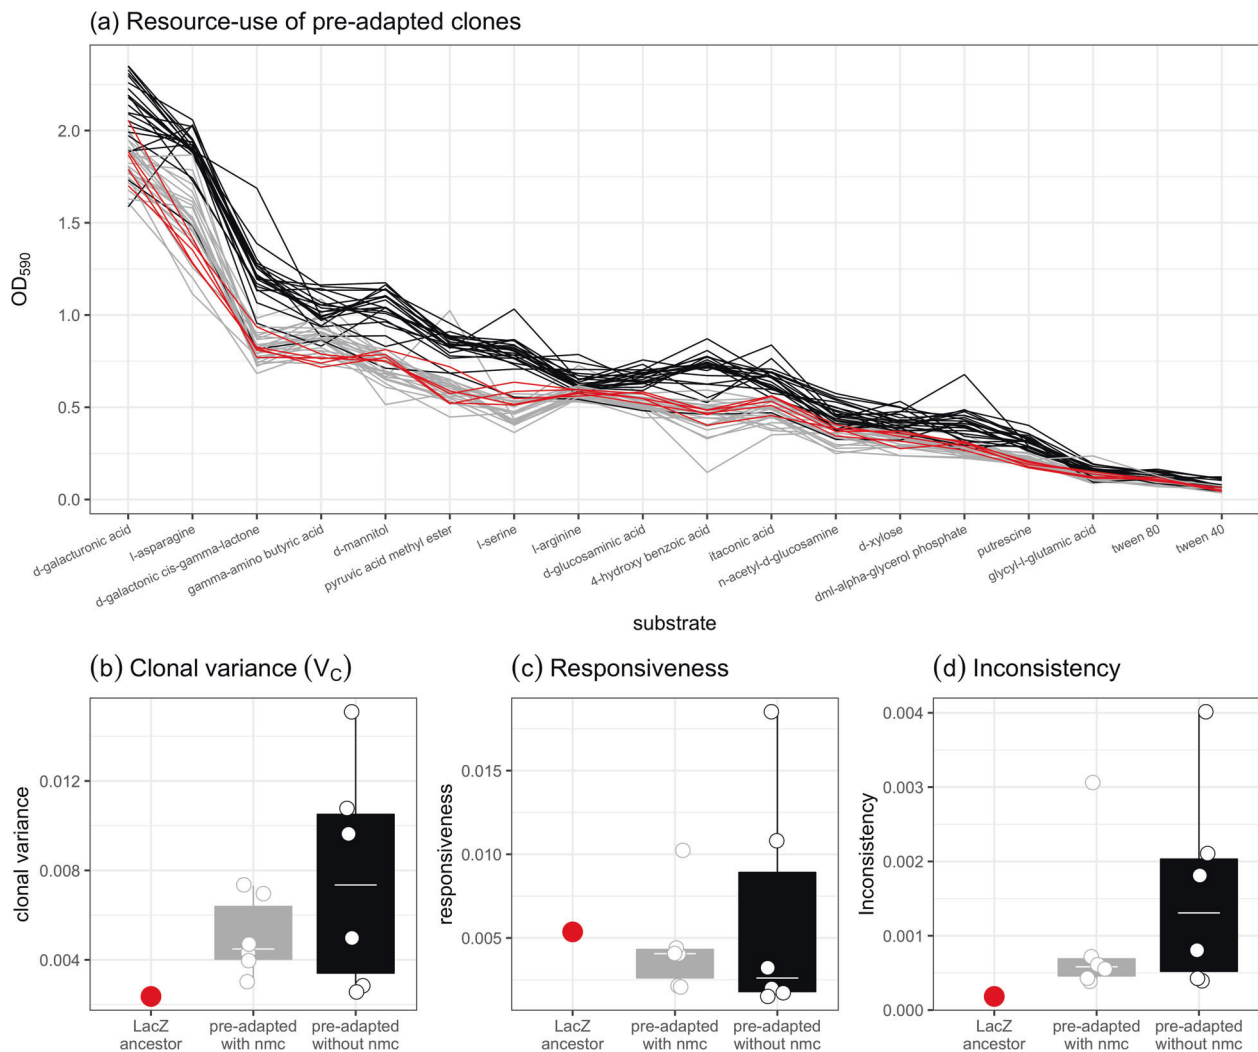 (a) Resource-use of pre-adapted clones
OD590
2.0
1.5
1.0
0.5
0.0
d-galacturonic acid
l-asparagine
d-galactonic cis-gamma-lactone
gamma-amino butyric acid
d-mannitol
pyruvic acid methyl ester
l-serine
l-arginine
d-glucosaminic acid
4-hydroxy benzoic acid
itaconic acid
n-acetyl-d-glucosamine
d-xylose
dml-alpha-glycerol phosphate
putrescine
glycyl-l-glutamic acid
tween 80
tween 40
substrate
(b) Clonal variance (VC)
clonal variance
0.012
0.008
0.004
LacZ
ancestor
pre-adapted
with nmc
pre-adapted
without nmc
(c) Responsiveness
responsiveness
0.015
0.010
0.005
LacZ
ancestor
pre-adapted
with nmc
pre-adapted
without nmc
(d) Inconsistency
Inconsistency
0.004
0.003
0.002
0.001
0.000
LacZ
ancestor
pre-adapted
with nmc
pre-adapted
without nmc